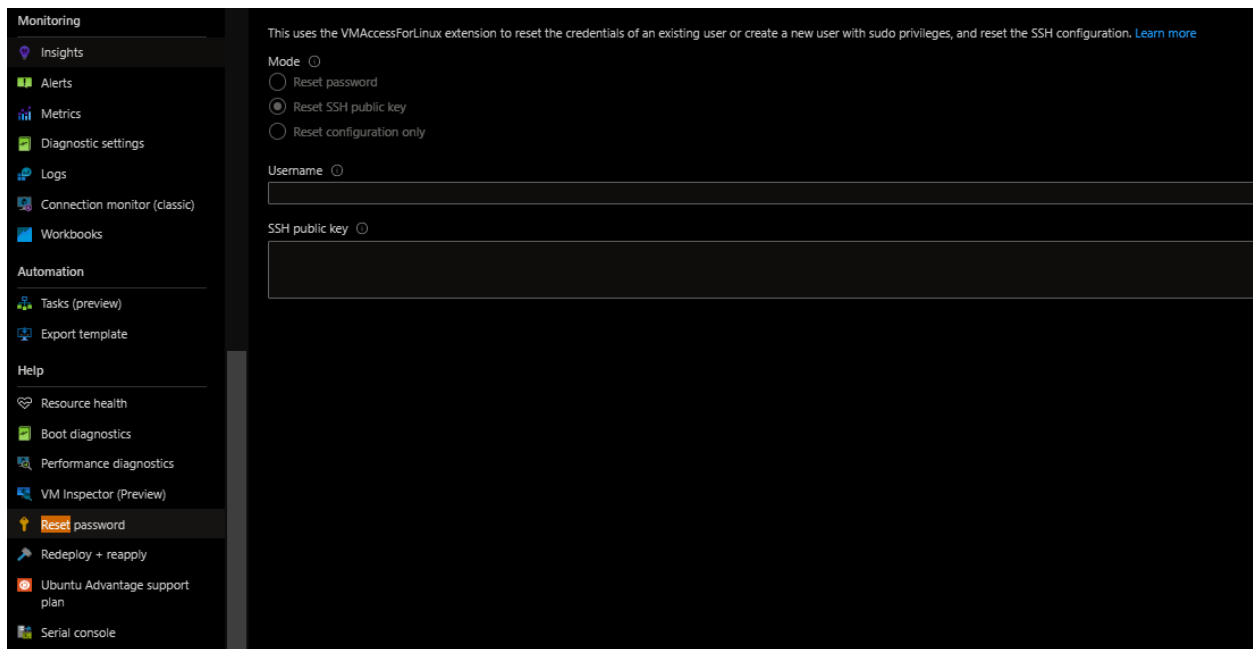 Monitoring
Insights
Alerts
Metrics
Diagnostic settings
Logs
Connection monitor (classic)
Workbooks
Automation
Tasks (preview)
Export template
Help
Resource health
Boot diagnostics
Performance diagnostics
VM Inspector (Preview)
Reset password
Redeploy + reapply
Ubuntu Advantage support
plan
Serial console
This uses the VMAccessForLinux extension to reset the credentials of an existing user or create a new user with sudo privileges, and reset the SSH configuration. Learn more
Mode
Reset password
Reset SSH public key
Reset configuration only
Username
SSH public key